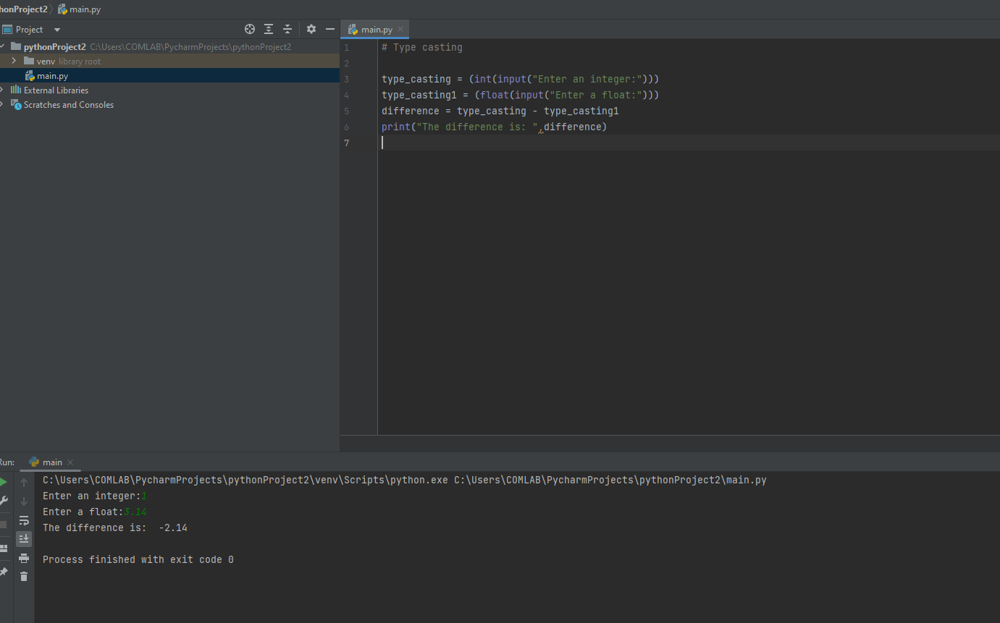 honProject2 main.py
Project
pythonProject2 C:\Users\COMLAB\PycharmProjects\pythonProject2
venv library root
main.py
External Libraries
Scratches and Consoles
main.py
1 # Type casting
2
3 type_casting = (int(input("Enter an integer:")))
4 type_casting1 = (float(input("Enter a float:")))
5 difference = type_casting - type_casting1
6 print("The difference is: ",difference)
7
Run: main
C:\Users\COMLAB\PycharmProjects\pythonProject2\venv\Scripts\python.exe C:\Users\COMLAB\PycharmProjects\pythonProject2\main.py
Enter an integer:1
Enter a float:3.14
The difference is:  -2.14
Process finished with exit code 0